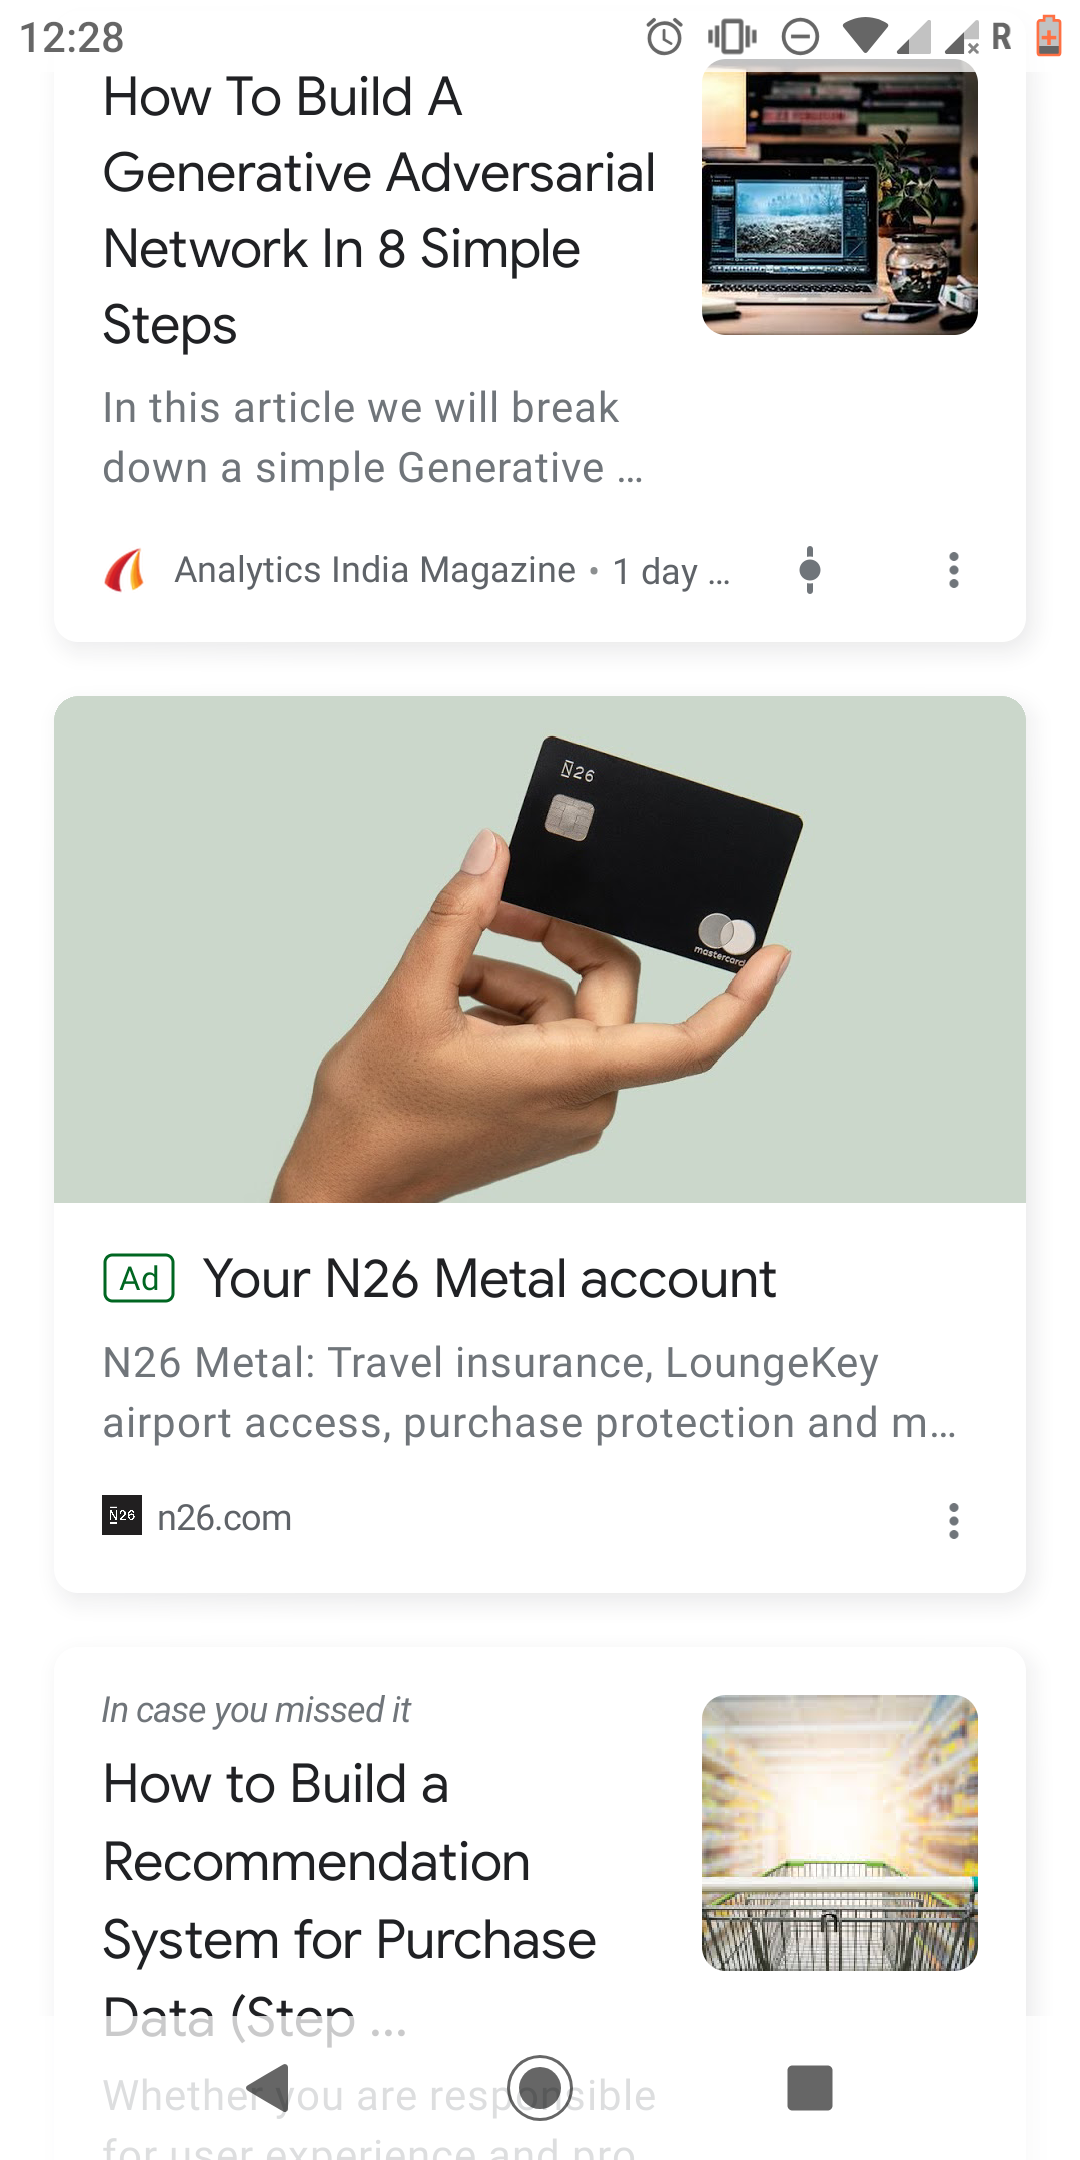 12:28
R
How To Build A
Generative Adversarial
Network In 8 Simple
Steps
In this article we will break
down a simple Generative ...
Analytics India Magazine • 1 day ...
N26
mastercard
Ad Your N26 Metal account
N26 Metal: Travel insurance, LoungeKey
airport access, purchase protection and m...
N26 n26.com
In case you missed it
How to Build a
Recommendation
System for Purchase
Data (Step ...
Whether you are responsible
for user experience and pro